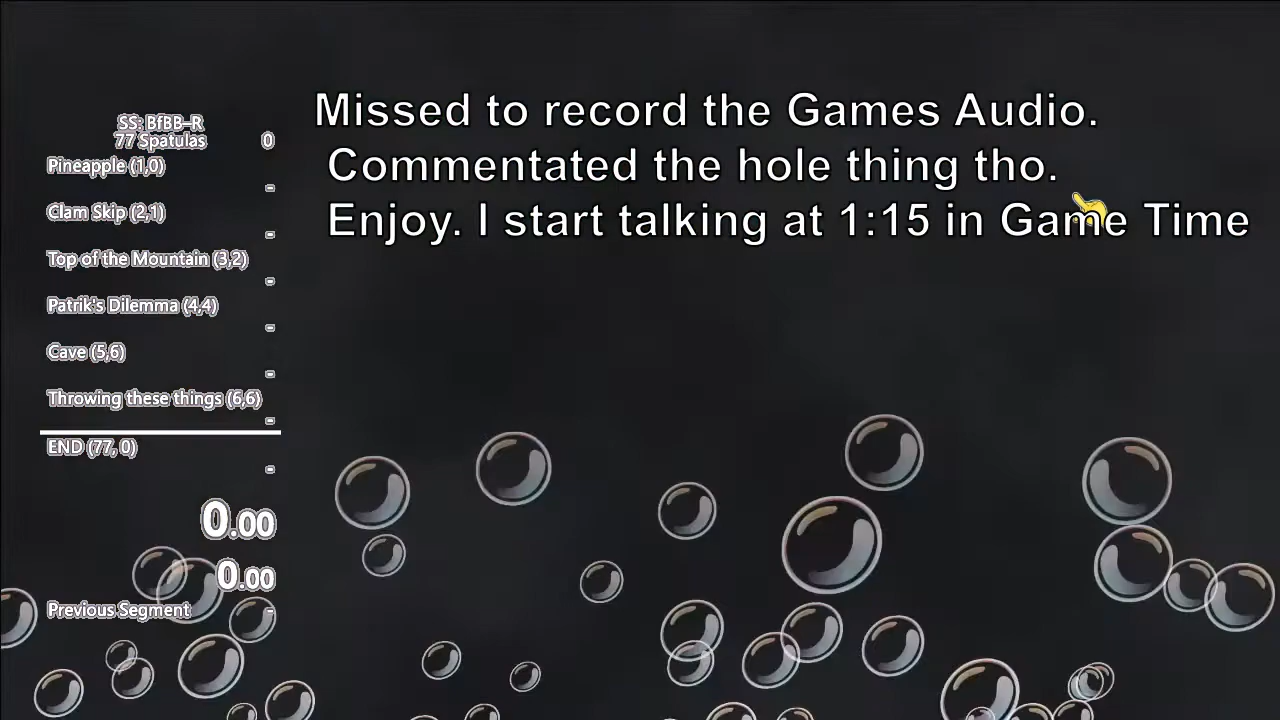 SS: BfBB-R
77 Spatulas 0
Pineapple (1,0)
-
Clam Skip (2,1)
-
Top of the Mountain (3,2)
-
Patrik's Dilemma (4,4)
-
Cave (5,6)
-
Throwing these things (6,6)
-
END (77, 0)
-
0.00
0.00
Previous Segment -
Missed to record the Games Audio.
Commentated the hole thing tho.
Enjoy. I start talking at 1:15 in Game Time